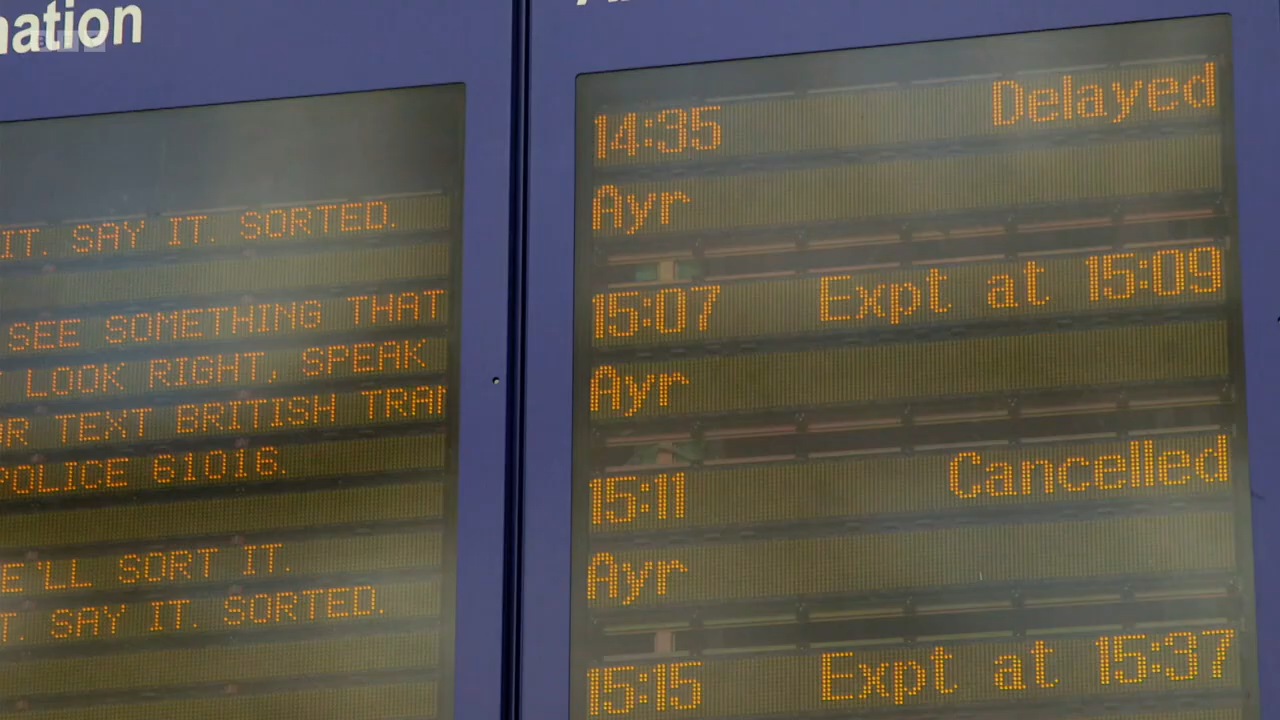 mation
IT. SAY IT. SORTED.
SEE SOMETHING THAT
LOOK RIGHT, SPEAK
OR TEXT BRITISH TRAN
POLICE 61016.
E'LL SORT IT.
T. SAY IT. SORTED.
14:35 Delayed
Ayr
15:07 Expt at 15:09
Ayr
15:11 Cancelled
Ayr
15:15 Expt at 15:37